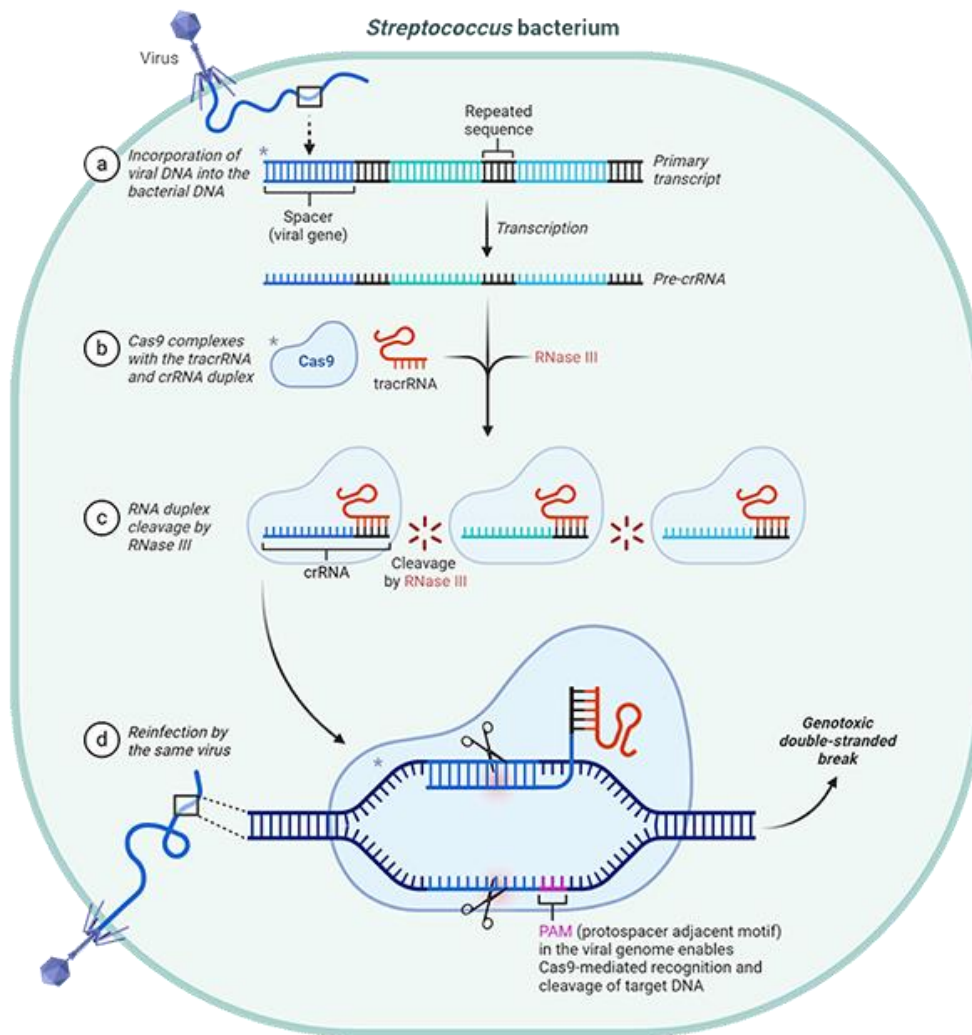 Streptococcus bacterium
Virus
Repeated
sequence
a
Incorporation of
viral DNA into the
bacterial DNA
*
Primary
transcript
Spacer
(viral gene)
Transcription
Pre-crRNA
b
Cas9 complexes
with the tracrRNA
and crRNA duplex
*
Cas9
tracrRNA
RNase III
c
RNA duplex
cleavage by
RNase III
crRNA
Cleavage
by RNase III
d
Reinfection by
the same virus
*
Genotoxic
double-stranded
break
PAM (protospacer adjacent motif)
in the viral genome enables
Cas9-mediated recognition and
cleavage of target DNA